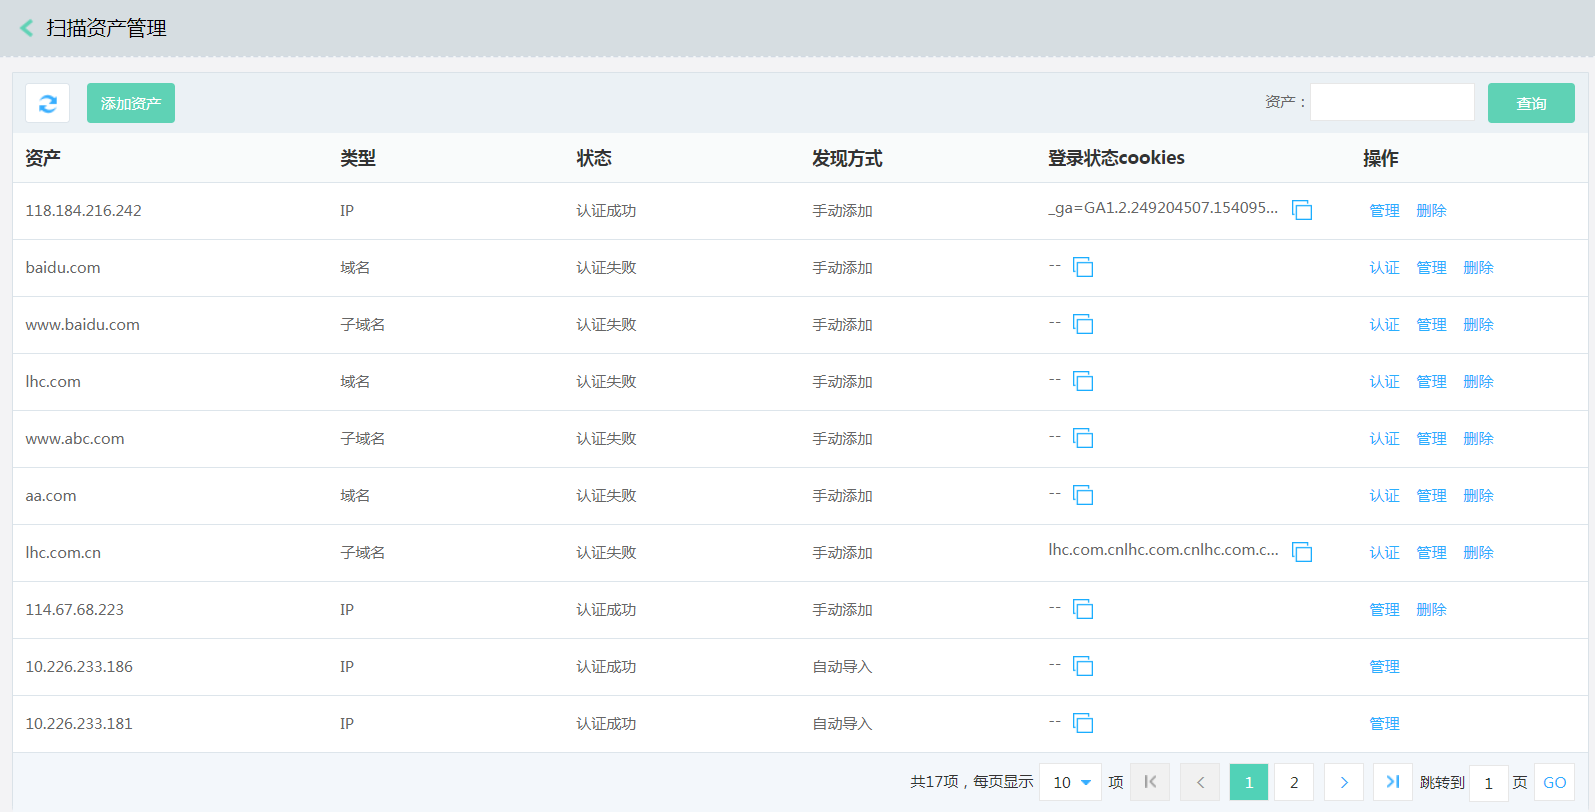 扫描资产管理
添加资产 资产： 查询
资产 类型 状态 发现方式 登录状态cookies 操作
118.184.216.242 IP 认证成功 手动添加 _ga=GA1.2.249204507.154095... 管理 删除
baidu.com 域名 认证失败 手动添加 -- 认证 管理 删除
www.baidu.com 子域名 认证失败 手动添加 -- 认证 管理 删除
lhc.com 域名 认证失败 手动添加 -- 认证 管理 删除
www.abc.com 子域名 认证失败 手动添加 -- 认证 管理 删除
aa.com 域名 认证失败 手动添加 -- 认证 管理 删除
lhc.com.cn 子域名 认证失败 手动添加 lhc.com.cnlhc.com.cnlhc.com.c... 认证 管理 删除
114.67.68.223 IP 认证成功 手动添加 -- 管理 删除
10.226.233.186 IP 认证成功 自动导入 -- 管理
10.226.233.181 IP 认证成功 自动导入 -- 管理
共17项，每页显示 10 项 1 2 跳转到 1 页 GO